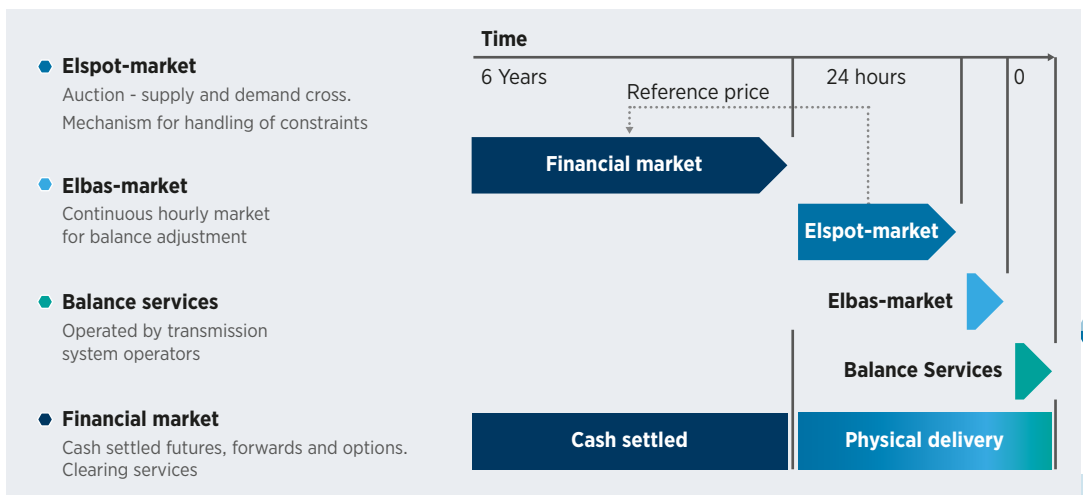 Elspot-market
Auction - supply and demand cross.
Mechanism for handling of constraints
Elbas-market
Continuous hourly market
for balance adjustment
Balance services
Operated by transmission
system operators
Financial market
Cash settled futures, forwards and options.
Clearing services
Time
6 Years
24 hours
0
Reference price
Financial market
Elspot-market
Elbas-market
Balance Services
Cash settled
Physical delivery